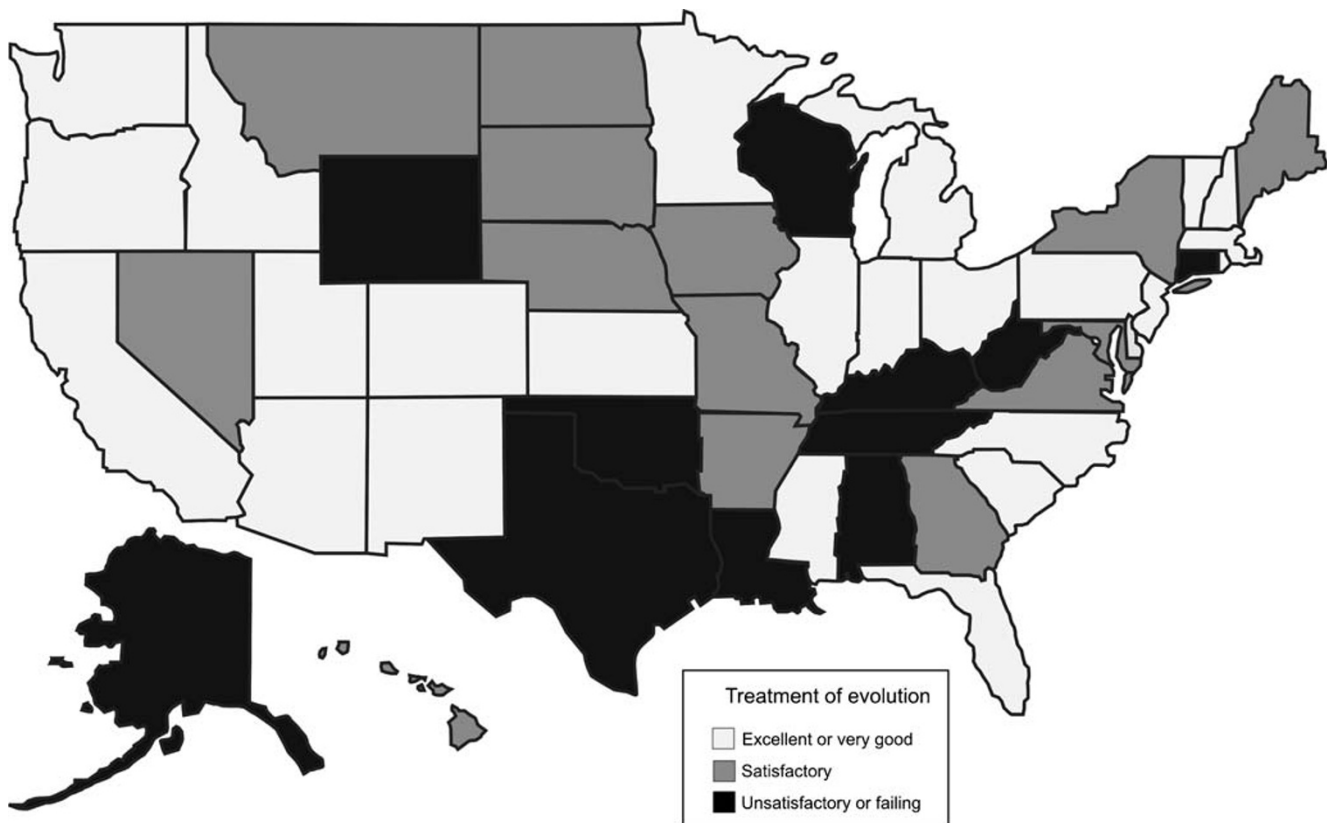 Treatment of evolution
Excellent or very good
Satisfactory
Unsatisfactory or failing